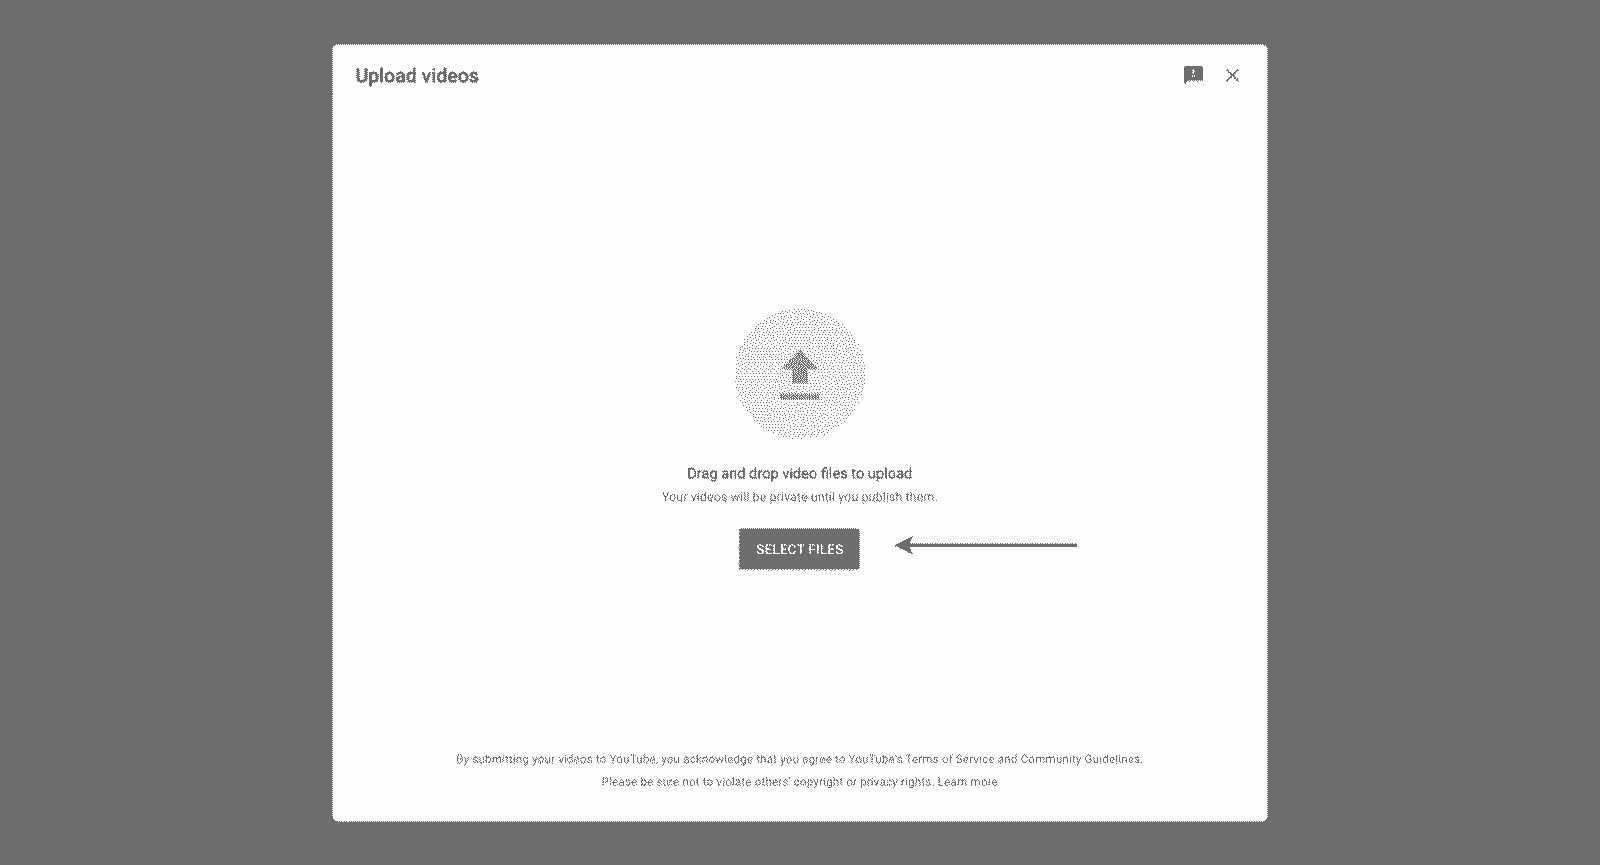 Upload videos
Drag and drop video files to upload
Your videos will be private until you publish them.
SELECT FILES
By submitting your videos to YouTube, you acknowledge that you agree to YouTube's Terms of Service and Community Guidelines.
Please be sure not to violate others' copyright or privacy rights. Learn more